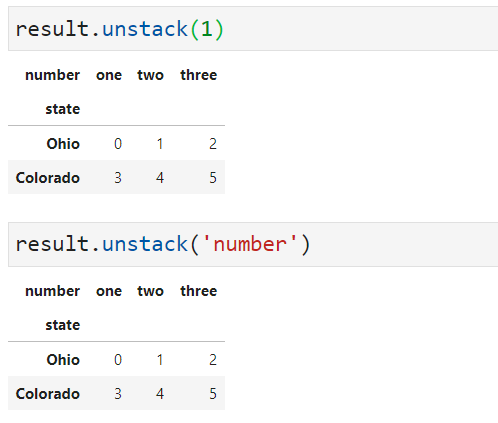 result.unstack(1)
number one two three
state
Ohio 0 1 2
Colorado 3 4 5
result.unstack('number')
number one two three
state
Ohio 0 1 2
Colorado 3 4 5